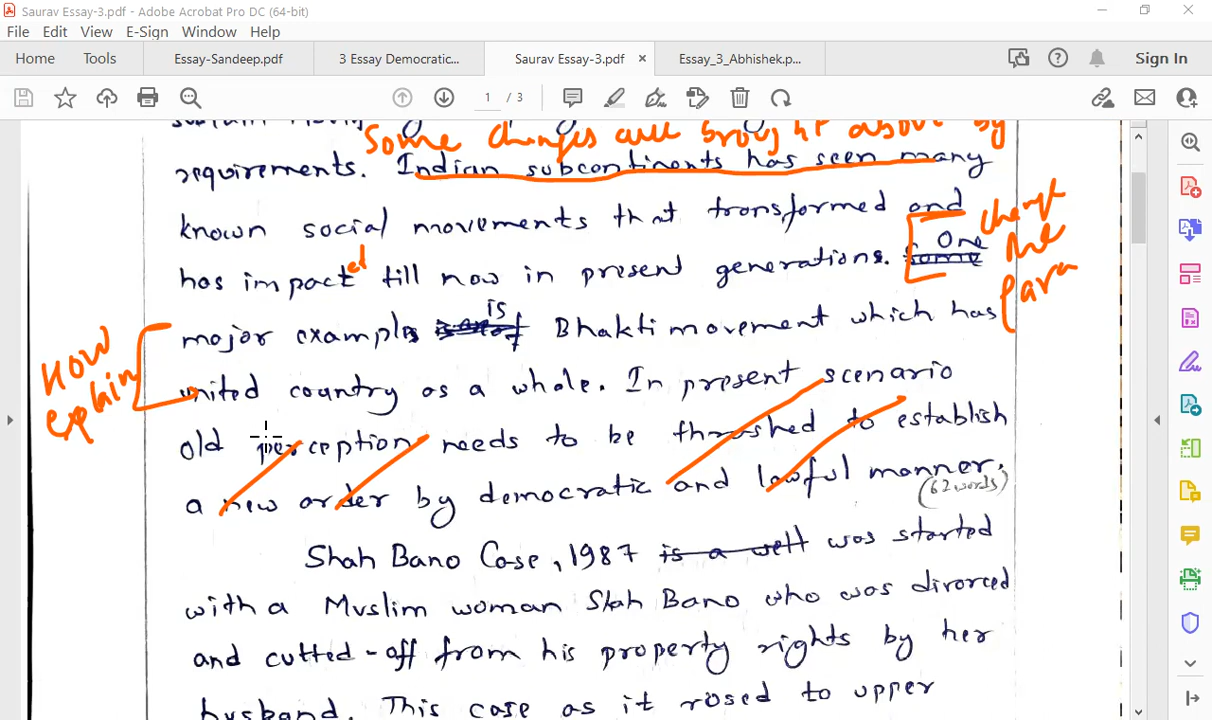 Saurav Essay-3.pdf - Adobe Acrobat Pro DC (64-bit)
File Edit View E-Sign Window Help
Home Tools Essay-Sandeep.pdf 3 Essay Democratic... Saurav Essay-3.pdf × Essay_3_Abhishek.p... Sign In
1 / 3
Some changes are brought above by
requirements. Indian subcontinents has seen many
known social movements that transformed and
change the para
has impacted till now in present generations. some One
How explain
major example is an of is Bhakti movement which has
united country as a whole. In present scenario
old perception needs to be thrashed to establish
a new order by democratic and lawful manner.
(62 words)
Shah Bano Case, 1987 is a well was started
with a Muslim woman Shah Bano who was divorced
and cutted-off from his property rights by her
husband. This case as it rosed to upper